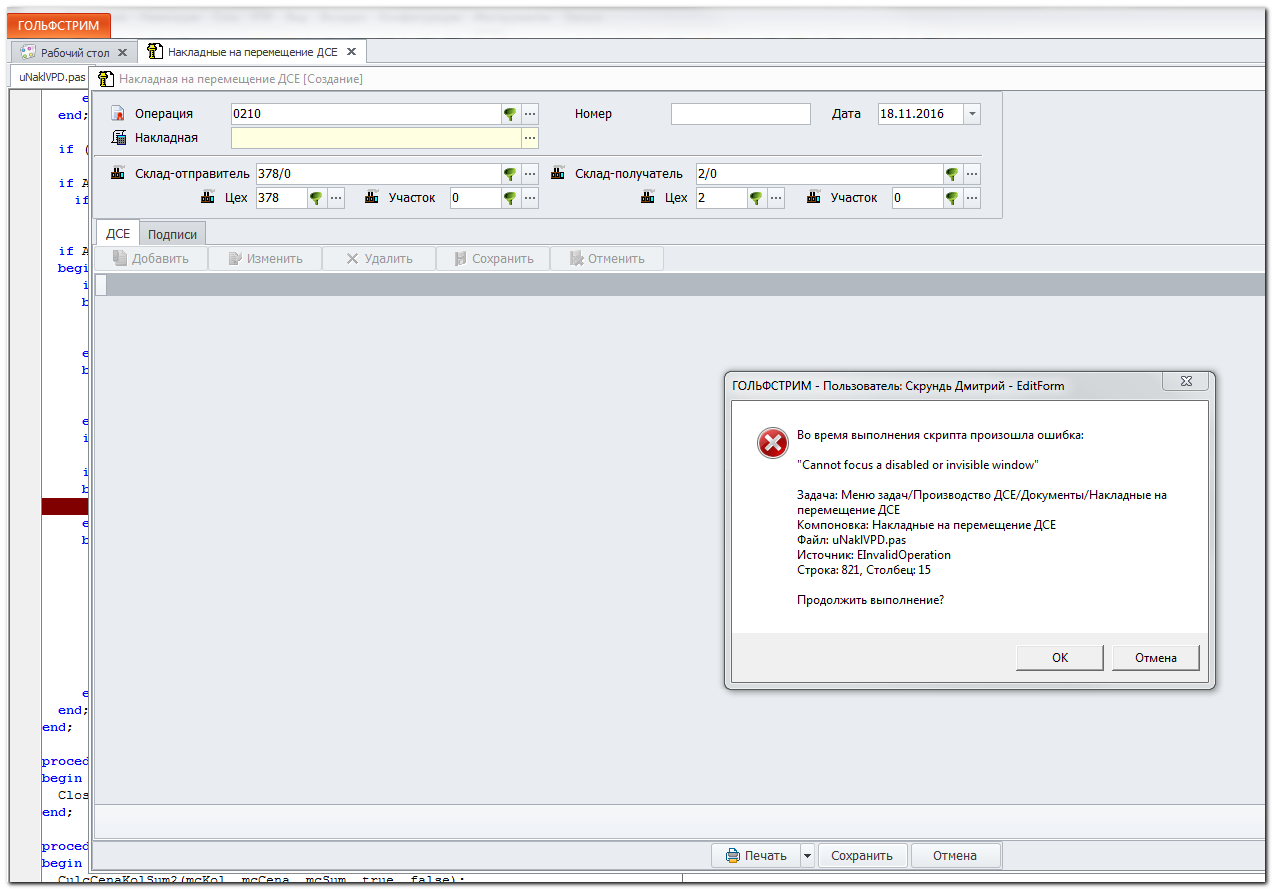 ГОЛЬФСТРИМ
Рабочий стол
Накладные на перемещение ДСЕ
uNaklVPD.pas
Накладная на перемещение ДСЕ [Создание]
Операция 0210 ... Номер Дата 18.11.2016
Накладная ...
Склад-отправитель 378/0 ... Склад-получатель 2/0 ...
Цех 378 ... Участок 0 ... Цех 2 ... Участок 0 ...
ДСЕ Подписи
Добавить Изменить Удалить Сохранить Отменить
e
end;
if (
if A
if
if A
begin
i
b
e
b
e
i
i
b
e
b
e
end;
end;
proced
begin
Clos
end;
proced
begin
CulcCenaKolSum2(mcKol, mcCena, mcSum, true, false);
ГОЛЬФСТРИМ - Пользователь: Скрундь Дмитрий - EditForm
Во время выполнения скрипта произошла ошибка:
"Cannot focus a disabled or invisible window"
Задача: Меню задач/Производство ДСЕ/Документы/Накладные на
перемещение ДСЕ
Компоновка: Накладные на перемещение ДСЕ
Файл: uNaklVPD.pas
Источник: EInvalidOperation
Строка: 821, Столбец: 15
Продолжить выполнение?
OK Отмена
Печать Сохранить Отмена